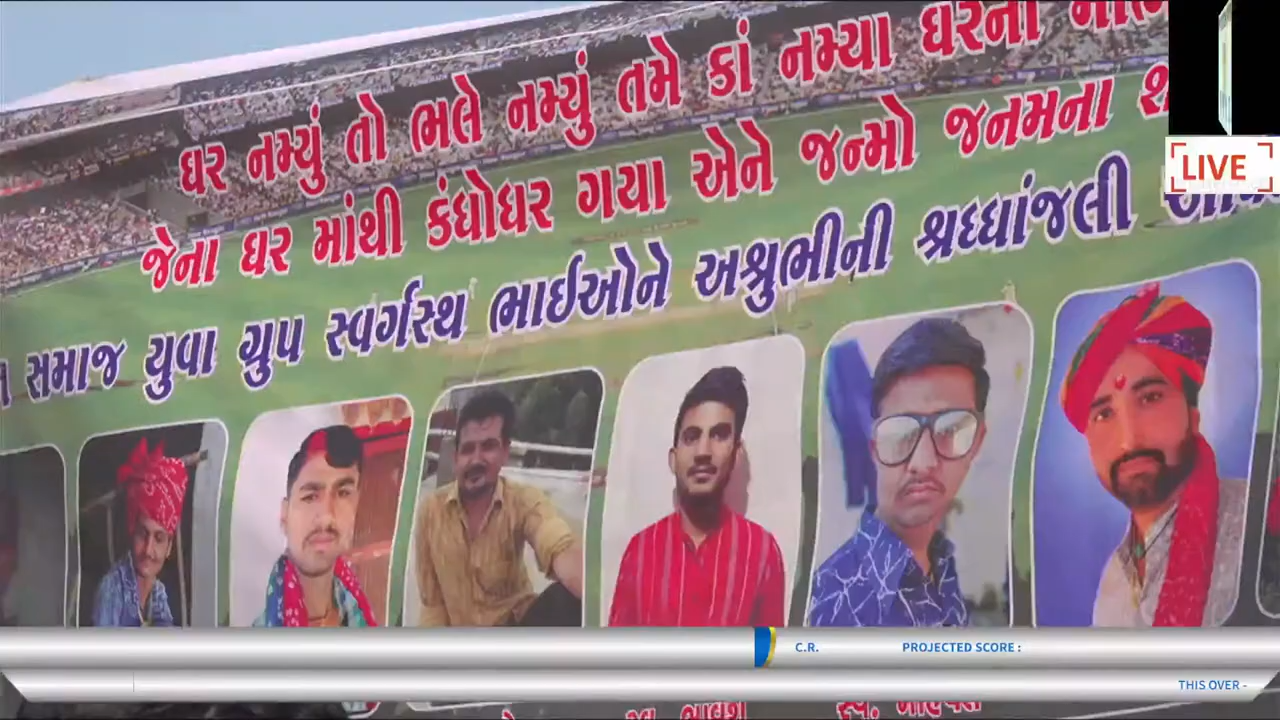 ઘર નમ્યું તો ભલે નમ્યું તમે કાં નમ્યા ઘરના
જેના ઘર માંથી કંધોધર ગયા એને જન્મો જનમના
LIVE
સમાજ યુવા ગ્રુપ સ્વર્ગસ્થ ભાઈઓને અશ્રુભીની શ્રદ્ધાંજલી
C.R. PROJECTED SCORE :
THIS OVER -